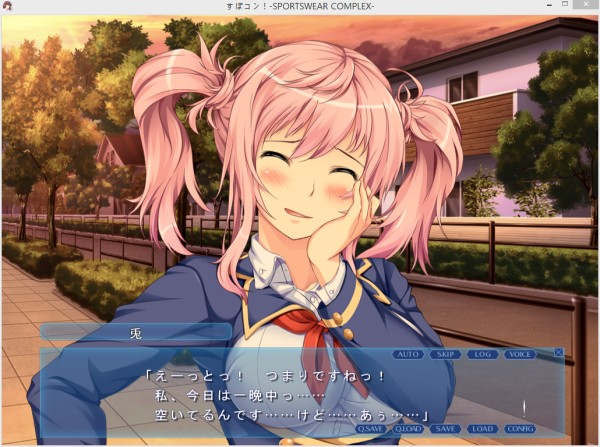 すぽコン！-SPORTSWEAR COMPLEX-
兎
AUTO SKIP LOG VOICE
「えーっとっ！　つまりですねっ！
私、今日は一晩中っ……
空いてるんです……けど……あぅ……」
Q.SAVE Q.LOAD SAVE LOAD CONFIG